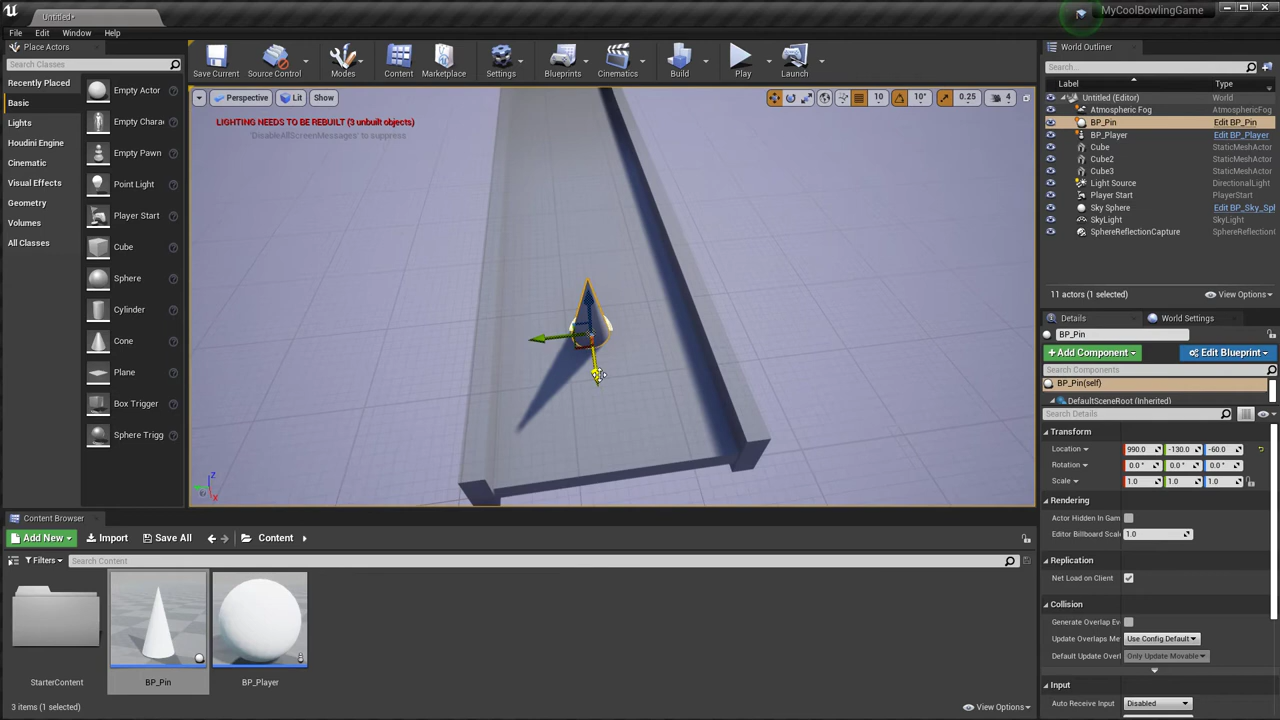 Untitled*
MyCoolBowlingGame
File Edit Window Help
Place Actors
Search Classes
Recently Placed
Basic
Lights
Houdini Engine
Cinematic
Visual Effects
Geometry
Volumes
All Classes
Empty Actor
Empty Chara
Empty Pawn
Point Light
Player Start
Cube
Sphere
Cylinder
Cone
Plane
Box Trigger
Sphere Trigg
Save Current
Source Control
Modes
Content
Marketplace
Settings
Blueprints
Cinematics
Build
Play
Launch
Perspective
Lit
Show
10
10°
0.25
4
LIGHTING NEEDS TO BE REBUILT (3 unbuilt objects)
'DisableAllScreenMessages' to suppress
Z
X
World Outliner
Search...
Label Type
Untitled (Editor) World
Atmospheric Fog AtmosphericFog
BP_Pin Edit BP_Pin
BP_Player Edit BP_Player
Cube StaticMeshActor
Cube2 StaticMeshActor
Cube3 StaticMeshActor
Light Source DirectionalLight
Player Start PlayerStart
Sky Sphere Edit BP_Sky_Spl
SkyLight SkyLight
SphereReflectionCapture SphereReflectionC
11 actors (1 selected)
View Options
Details
World Settings
BP_Pin
Add Component
Edit Blueprint
Search Components
BP_Pin(self)
DefaultSceneRoot (Inherited)
Search Details
Transform
Location 990.0 -130.0 -60.0
Rotation 0.0° 0.0° 0.0°
Scale 1.0 1.0 1.0
Rendering
Actor Hidden In Gam
Editor Billboard Scal 1.0
Replication
Net Load on Client
Collision
Generate Overlap Ev
Update Overlaps Me Use Config Default
Default Update Overl Only Update Movable
Input
Auto Receive Input Disabled
Content Browser
Add New Import Save All Content
Filters Search Content
StarterContent
BP_Pin
BP_Player
3 items (1 selected)
View Options